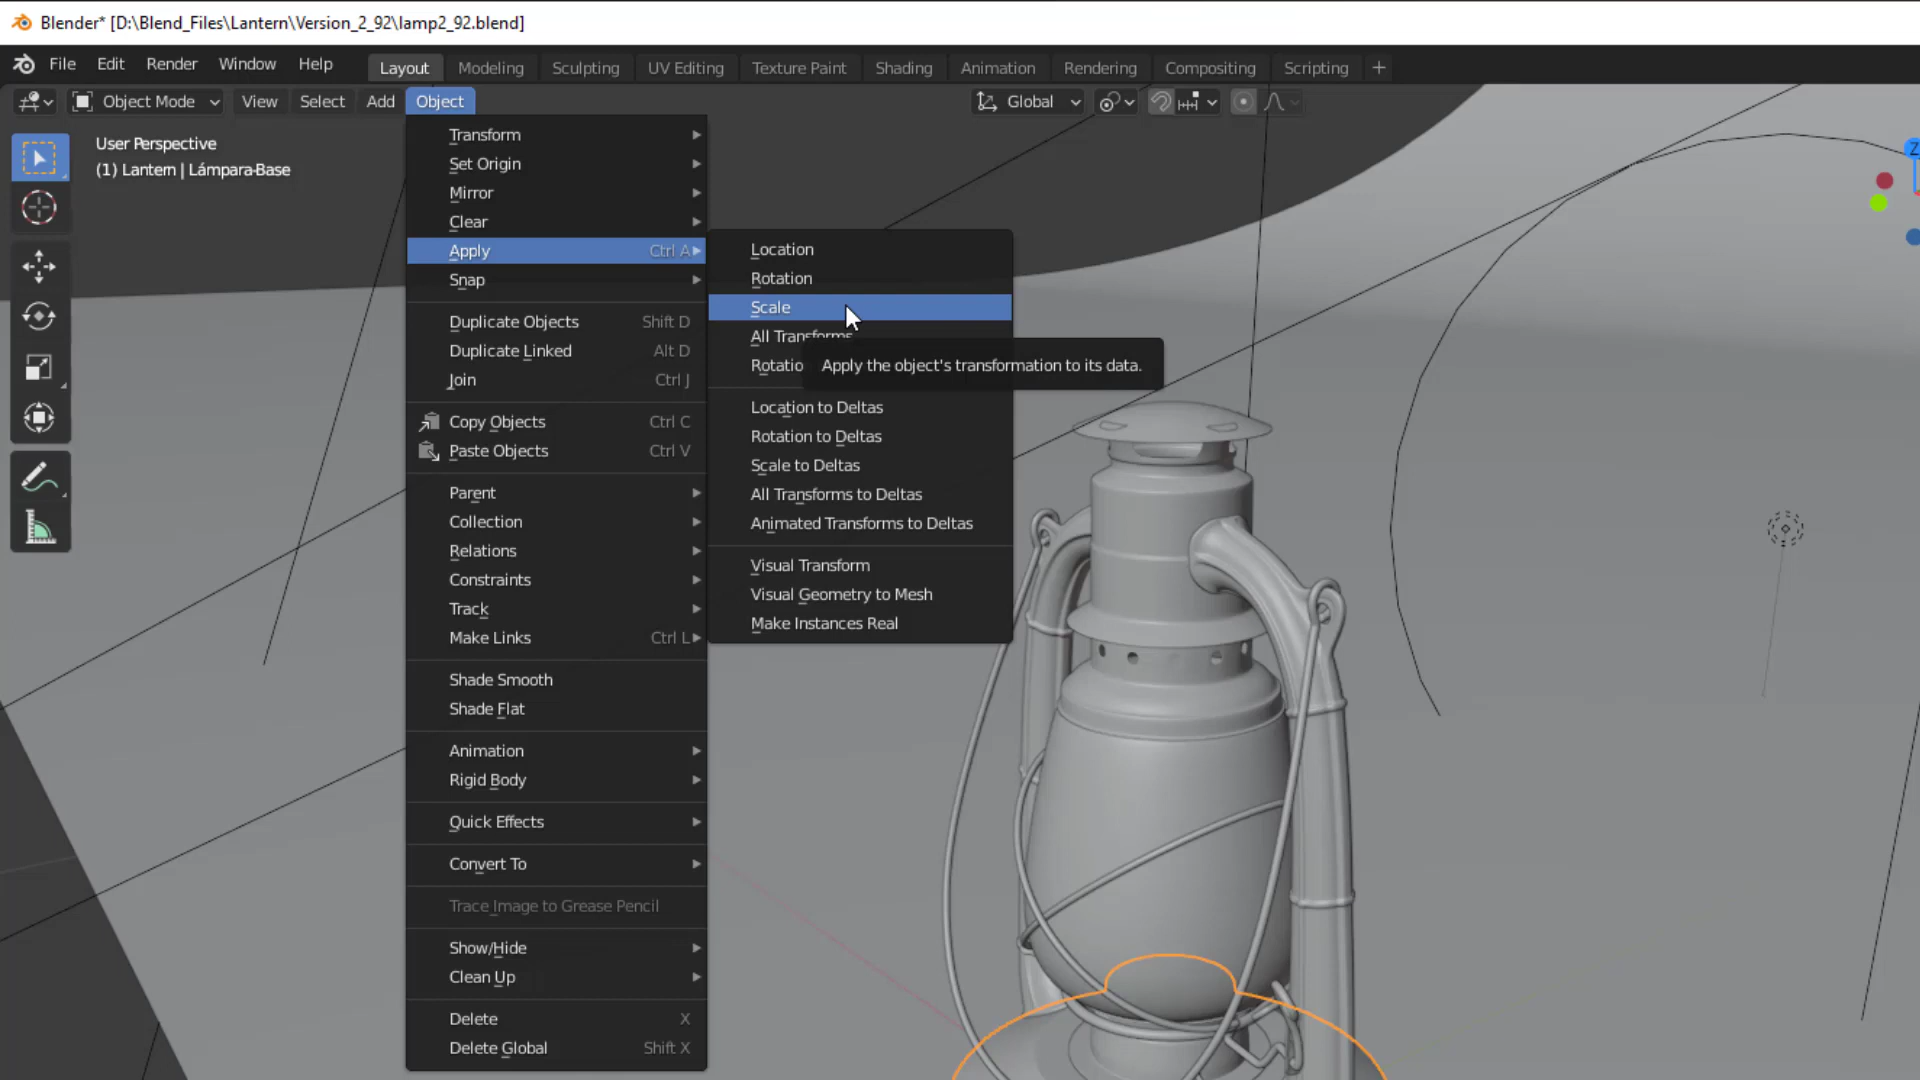 Blender* [D:\Blend_Files\Lantern\Version_2_92\lamp2_92.blend]
File Edit Render Window Help Layout Modeling Sculpting UV Editing Texture Paint Shading Animation Rendering Compositing Scripting +
Object Mode View Select Add Object Global
User Perspective
(1) Lantern | Lámpara-Base
Transform
Set Origin
Mirror
Clear
Apply Ctrl A
Snap
Duplicate Objects Shift D
Duplicate Linked Alt D
Join Ctrl J
Copy Objects Ctrl C
Paste Objects Ctrl V
Parent
Collection
Relations
Constraints
Track
Make Links Ctrl L
Shade Smooth
Shade Flat
Animation
Rigid Body
Quick Effects
Convert To
Trace Image to Grease Pencil
Show/Hide
Clean Up
Delete X
Delete Global Shift X
Location
Rotation
Scale
All Transforms
Rotatio
Apply the object's transformation to its data.
Location to Deltas
Rotation to Deltas
Scale to Deltas
All Transforms to Deltas
Animated Transforms to Deltas
Visual Transform
Visual Geometry to Mesh
Make Instances Real
Z